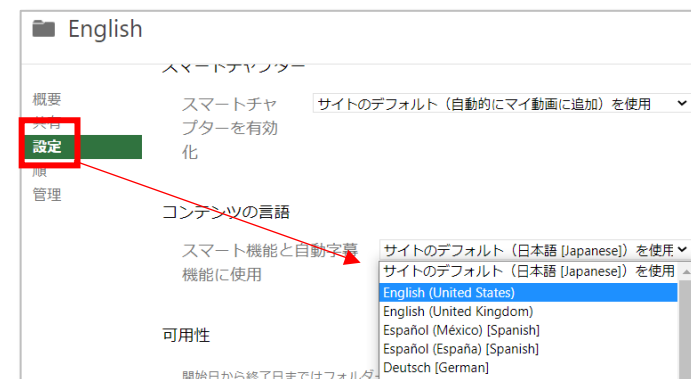 English
スマートチャプター
概要
共有
設定
順
管理
スマートチャ
プターを有効
化
サイトのデフォルト（自動的にマイ動画に追加）を使用
コンテンツの言語
スマート機能と自動字幕
機能に使用
サイトのデフォルト（日本語 [Japanese]）を使用
サイトのデフォルト（日本語 [Japanese]）を使用
English (United States)
English (United Kingdom)
Español (México) [Spanish]
Español (España) [Spanish]
Deutsch [German]
可用性
開始日から終了日まではフォルダ